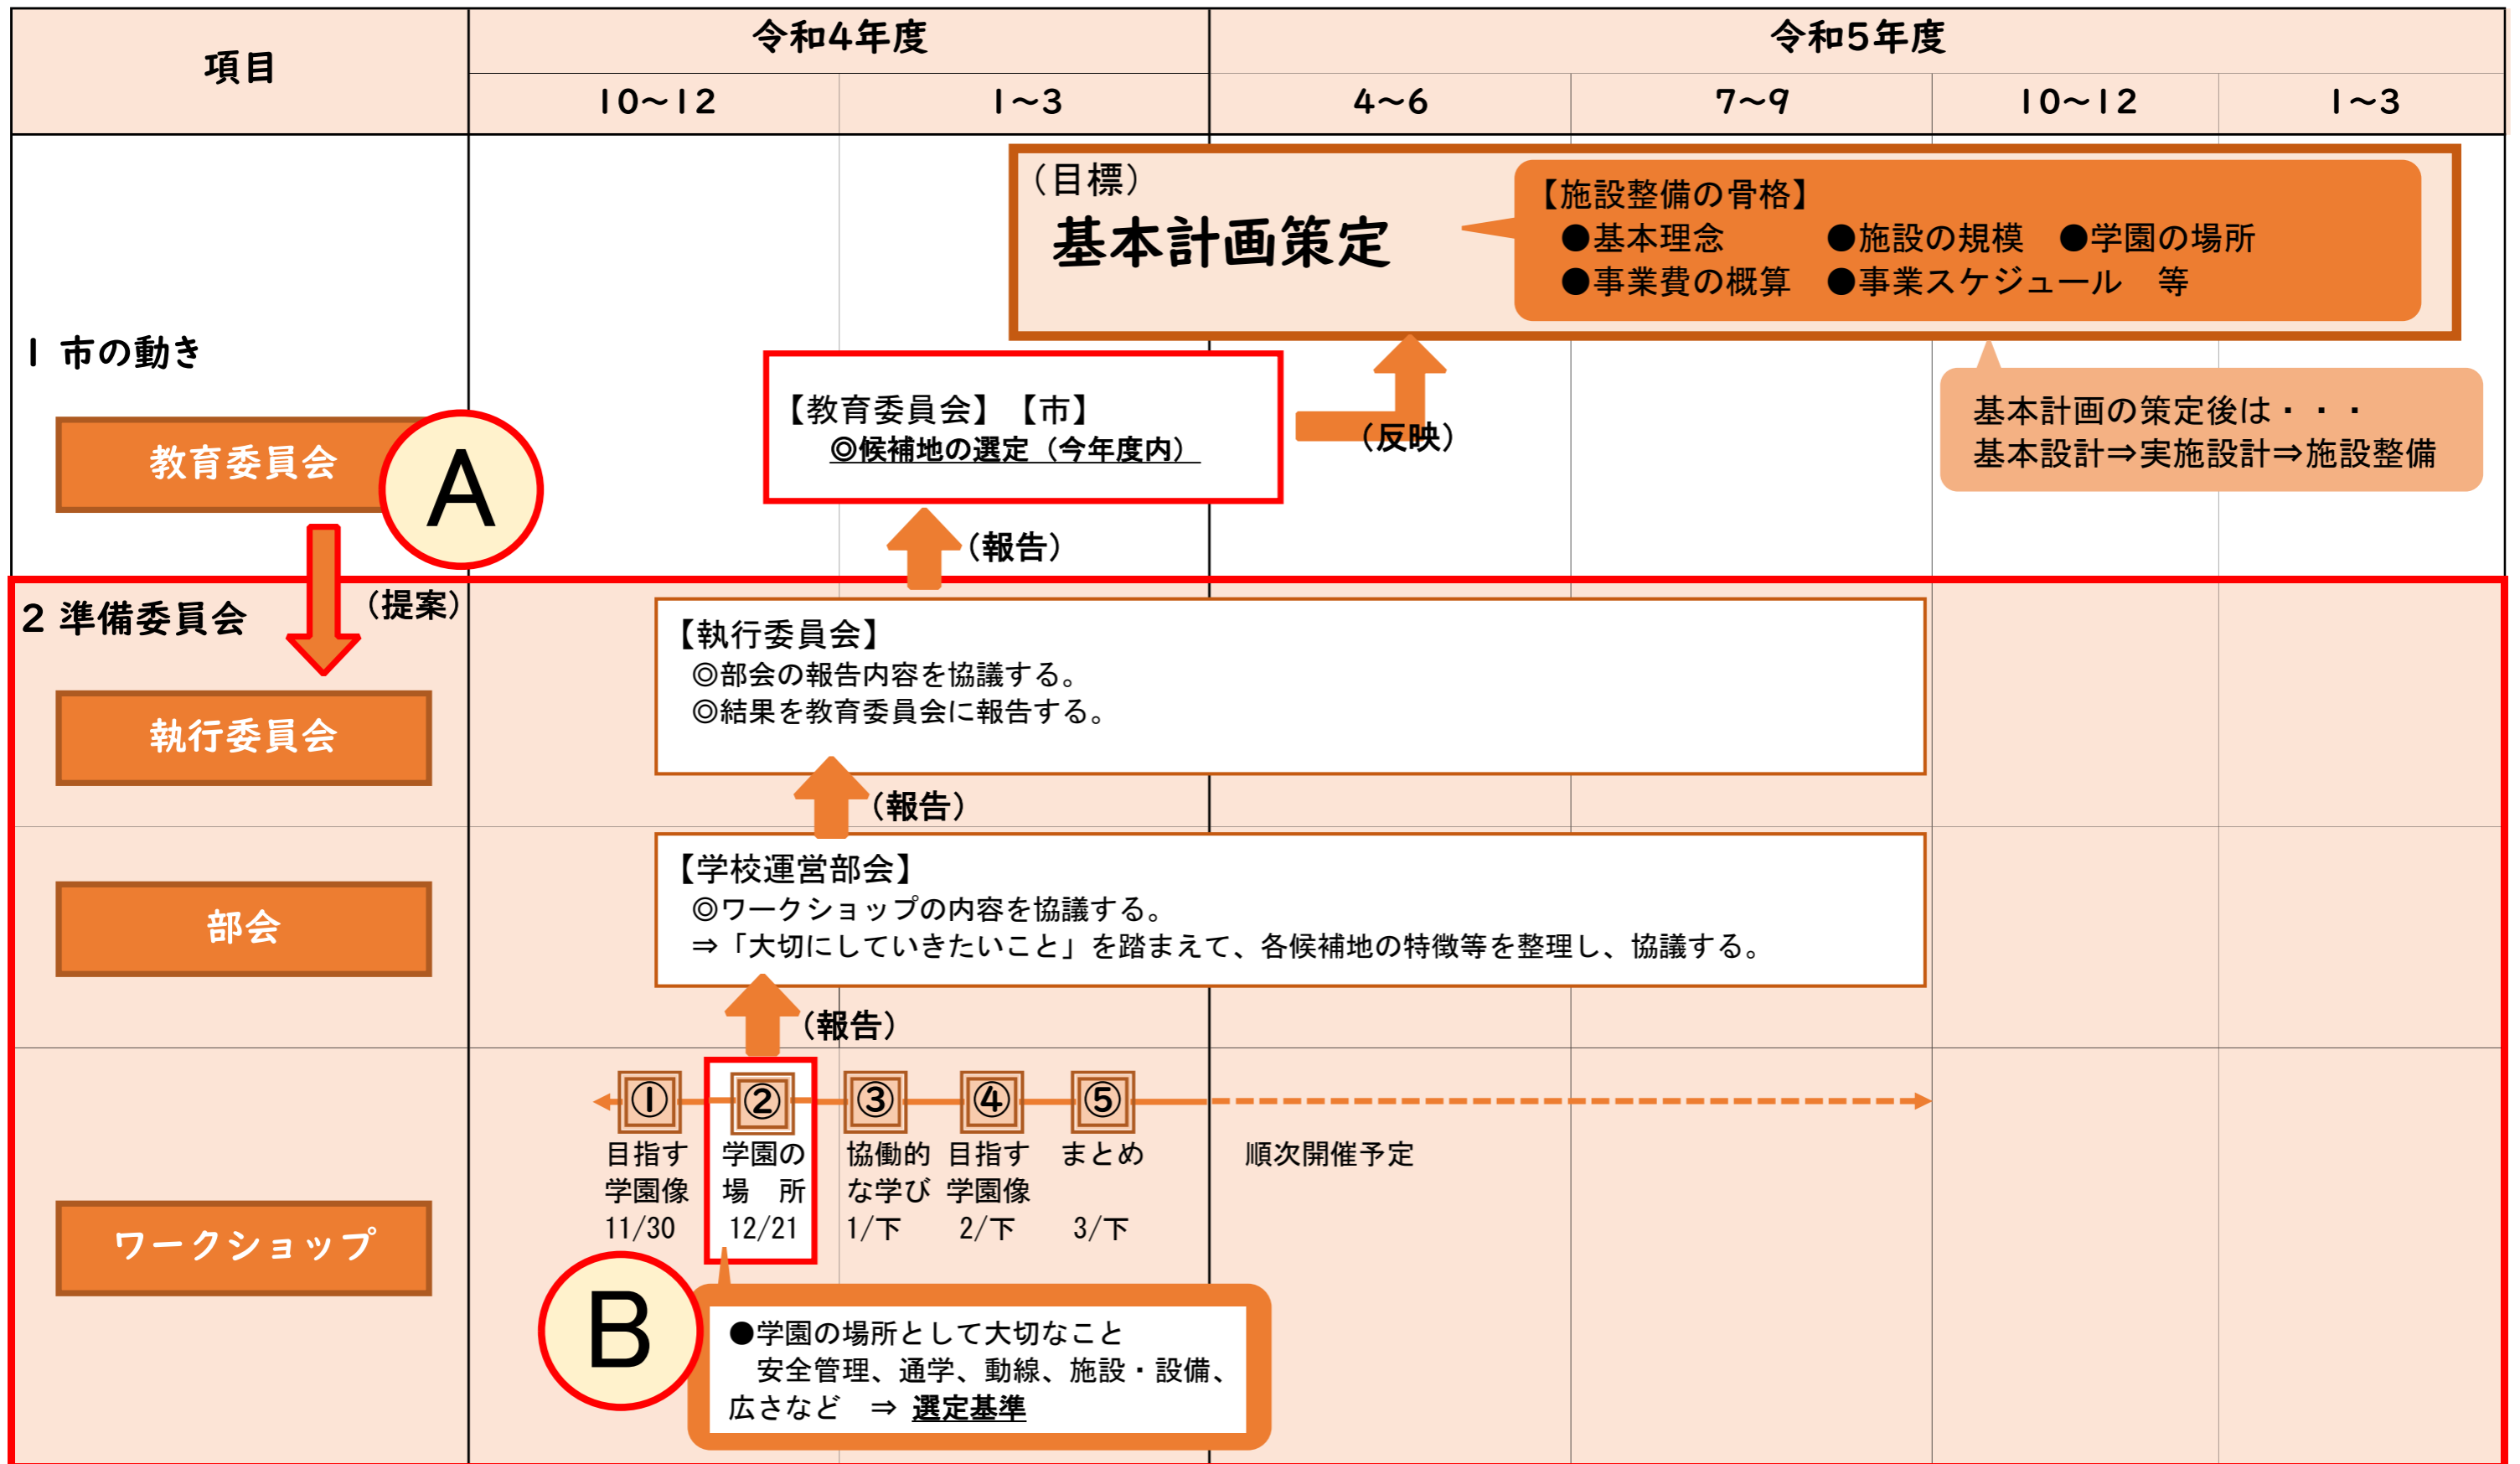 項目
令和4年度
令和5年度
10～12
1～3
4～6
7～9
10～12
1～3
1 市の動き
（目標）
基本計画策定
【施設整備の骨格】
●基本理念　●施設の規模　●学園の場所
●事業費の概算　●事業スケジュール　等
教育委員会
A
【教育委員会】【市】
◎候補地の選定（今年度内）
（反映）
基本計画の策定後は・・・
基本設計⇒実施設計⇒施設整備
（報告）
2 準備委員会
（提案）
執行委員会
【執行委員会】
◎部会の報告内容を協議する。
◎結果を教育委員会に報告する。
（報告）
部会
【学校運営部会】
◎ワークショップの内容を協議する。
⇒「大切にしていきたいこと」を踏まえて、各候補地の特徴等を整理し、協議する。
（報告）
ワークショップ
①
目指す
学園像
11/30
②
学園の
場　所
12/21
③
協働的
な学び
1/下
④
目指す
学園像
2/下
⑤
まとめ
3/下
順次開催予定
B
●学園の場所として大切なこと
安全管理、通学、動線、施設・設備、
広さなど　⇒ 選定基準